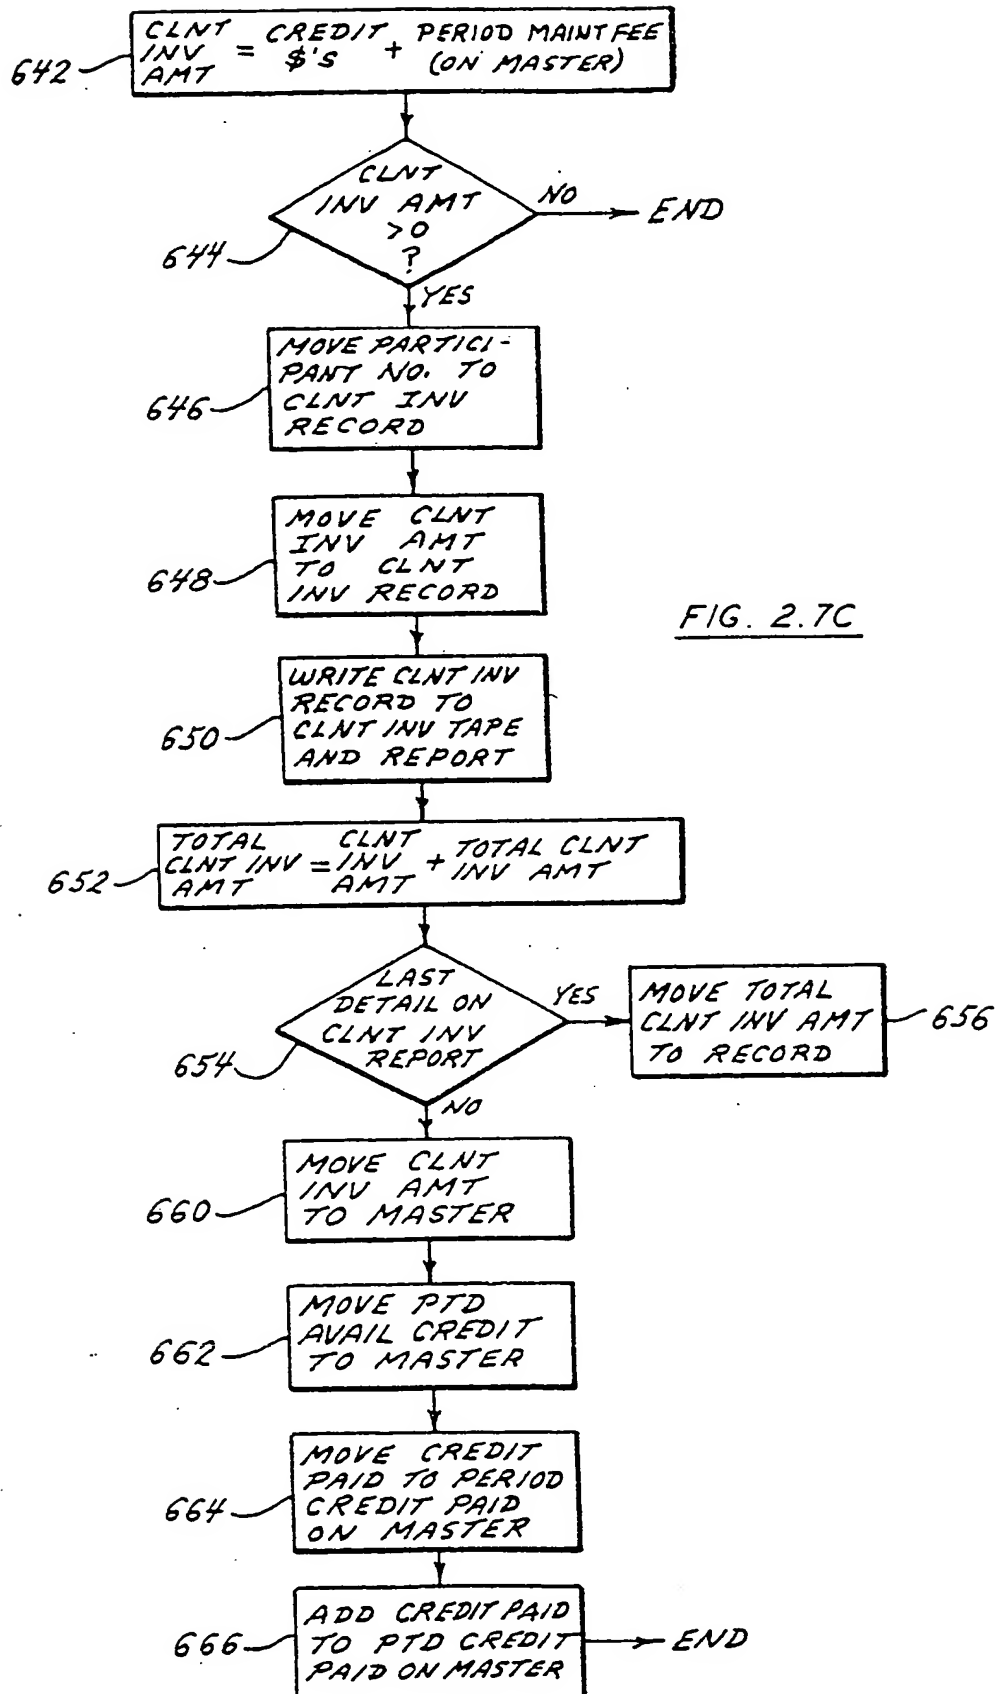 CLNT INV AMT = CREDIT $'S + PERIOD MAINT FEE (ON MASTER)
642
CLNT
INV AMT
>0
?
NO
END
644
YES
MOVE PARTICI-
PANT NO. TO
CLNT INV
RECORD
646
MOVE CLNT
INV AMT
TO CLNT
INV RECORD
648
FIG. 2.7C
WRITE CLNT INV
RECORD TO
CLNT INV TAPE
AND REPORT
650
TOTAL CLNT INV AMT = CLNT INV AMT + TOTAL CLNT INV AMT
652
LAST
DETAIL ON
CLNT INV
REPORT
654
YES
MOVE TOTAL
CLNT INV AMT
TO RECORD
656
NO
MOVE CLNT
INV AMT
TO MASTER
660
MOVE PTD
AVAIL CREDIT
TO MASTER
662
MOVE CREDIT
PAID TO PERIOD
CREDIT PAID
ON MASTER
664
ADD CREDIT PAID
TO PTD CREDIT
PAID ON MASTER
666
END